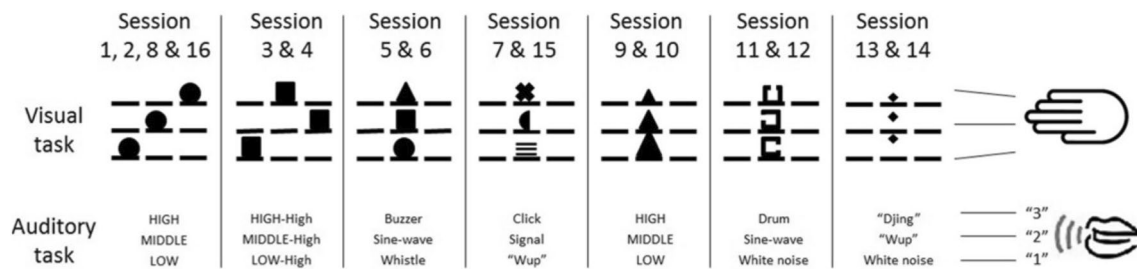 Session Session Session Session Session Session Session
1, 2, 8 & 16 3 & 4 5 & 6 7 & 15 9 & 10 11 & 12 13 & 14
Visual
task
Auditory
task
HIGH HIGH-High Buzzer Click HIGH Drum “Djing” “3”
MIDDLE MIDDLE-High Sine-wave Signal MIDDLE Sine-wave “Wup” “2”
LOW LOW-High Whistle “Wup” LOW White noise White noise “1”